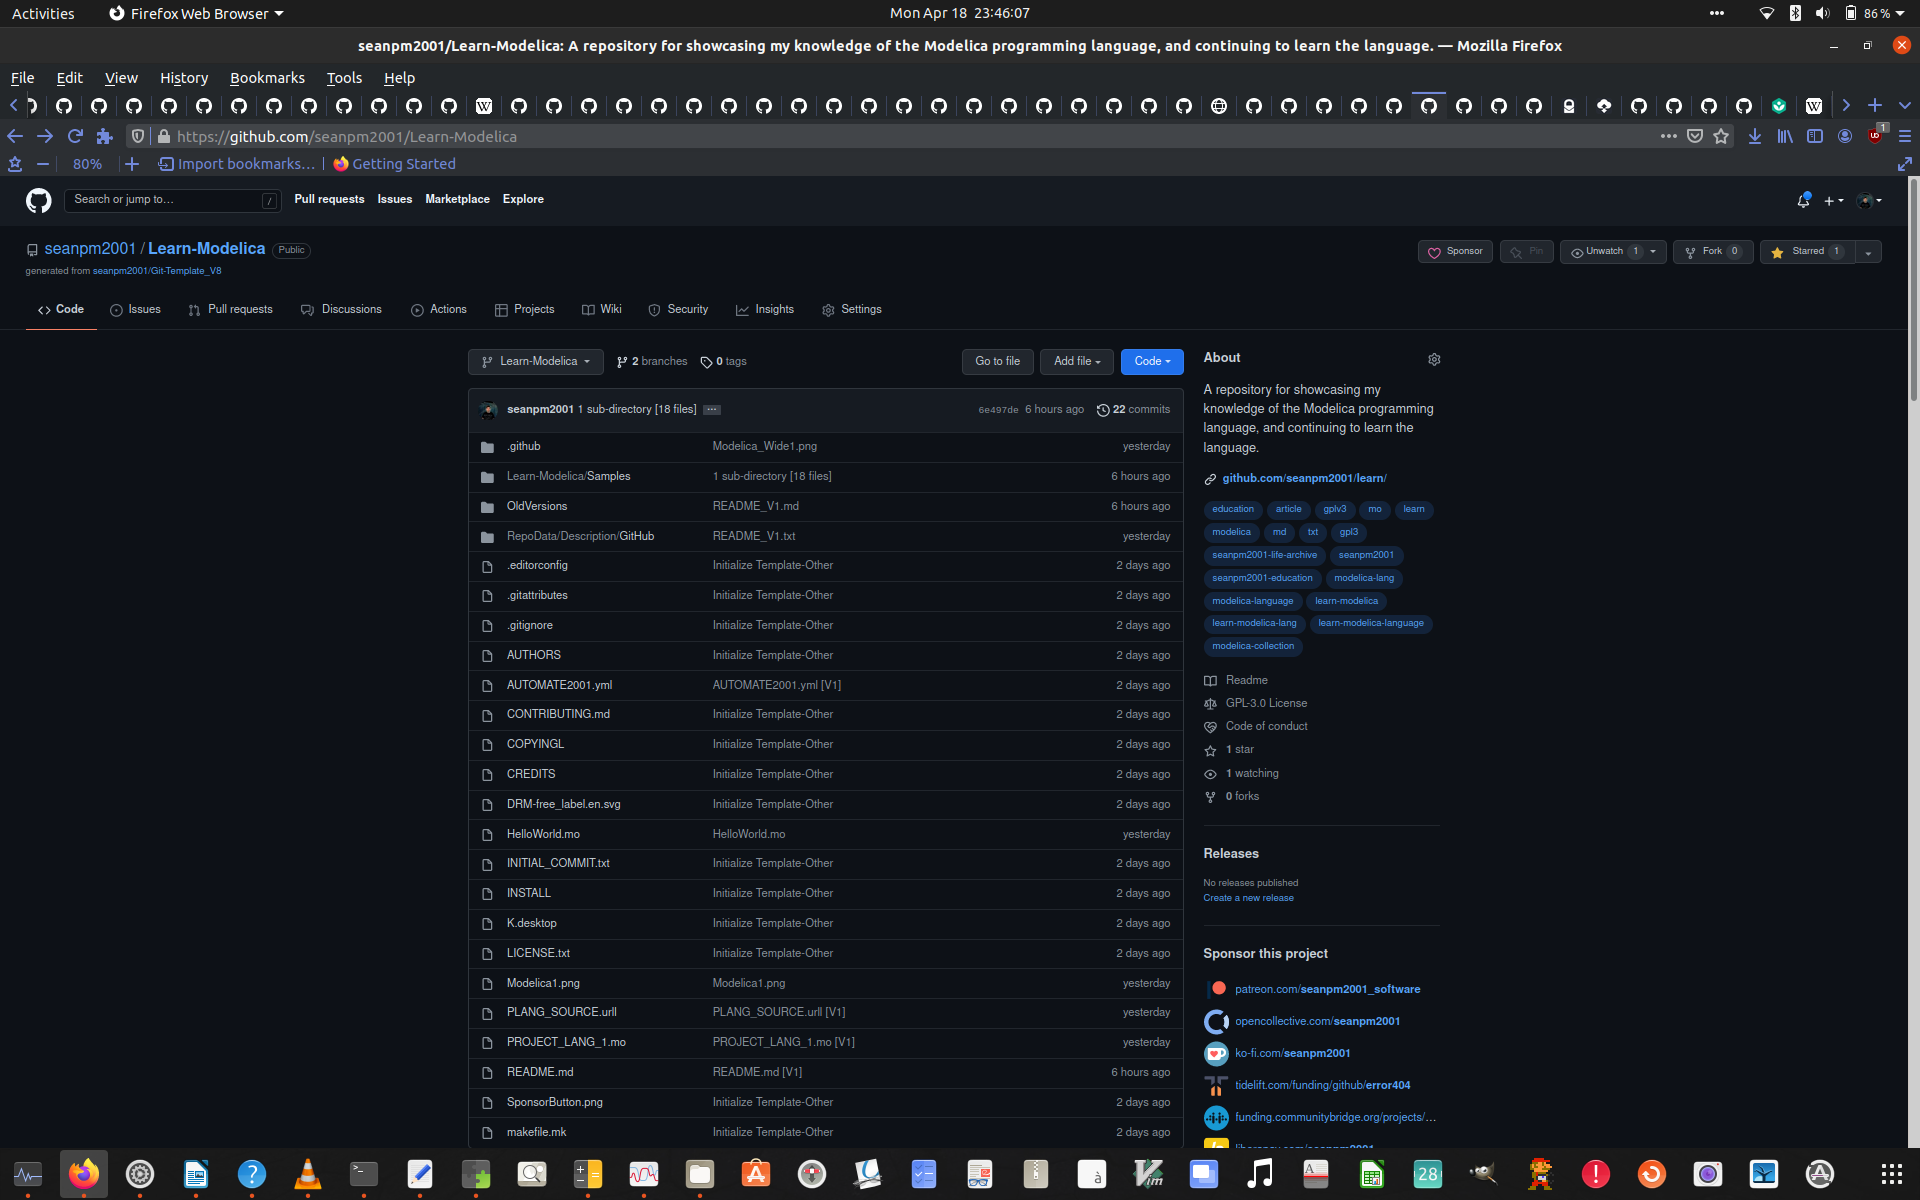 Activities Firefox Web Browser Mon Apr 18 23:46:07 86 %
seanpm2001/Learn-Modelica: A repository for showcasing my knowledge of the Modelica programming language, and continuing to learn the language. — Mozilla Firefox
File Edit View History Bookmarks Tools Help
https://github.com/seanpm2001/Learn-Modelica 1
80% Import bookmarks... Getting Started
Search or jump to... / Pull requests Issues Marketplace Explore
seanpm2001 / Learn-Modelica Public Sponsor Pin Unwatch 1 Fork 0 Starred 1
generated from seanpm2001/Git-Template_V8
Code Issues Pull requests Discussions Actions Projects Wiki Security Insights Settings
Learn-Modelica 2 branches 0 tags Go to file Add file Code
seanpm2001 1 sub-directory [18 files] ... 6e497de 6 hours ago 22 commits
.github Modelica_Wide1.png yesterday
Learn-Modelica/Samples 1 sub-directory [18 files] 6 hours ago
OldVersions README_V1.md 6 hours ago
RepoData/Description/GitHub README_V1.txt yesterday
.editorconfig Initialize Template-Other 2 days ago
.gitattributes Initialize Template-Other 2 days ago
.gitignore Initialize Template-Other 2 days ago
AUTHORS Initialize Template-Other 2 days ago
AUTOMATE2001.yml AUTOMATE2001.yml [V1] 2 days ago
CONTRIBUTING.md Initialize Template-Other 2 days ago
COPYINGL Initialize Template-Other 2 days ago
CREDITS Initialize Template-Other 2 days ago
DRM-free_label.en.svg Initialize Template-Other 2 days ago
HelloWorld.mo HelloWorld.mo yesterday
INITIAL_COMMIT.txt Initialize Template-Other 2 days ago
INSTALL Initialize Template-Other 2 days ago
K.desktop Initialize Template-Other 2 days ago
LICENSE.txt Initialize Template-Other 2 days ago
Modelica1.png Modelica1.png yesterday
PLANG_SOURCE.urll PLANG_SOURCE.urll [V1] yesterday
PROJECT_LANG_1.mo PROJECT_LANG_1.mo [V1] yesterday
README.md README.md [V1] 6 hours ago
SponsorButton.png Initialize Template-Other 2 days ago
makefile.mk Initialize Template-Other 2 days ago
About
A repository for showcasing my
knowledge of the Modelica programming
language, and continuing to learn the
language.
github.com/seanpm2001/learn/
education article gplv3 mo learn
modelica md txt gpl3
seanpm2001-life-archive seanpm2001
seanpm2001-education modelica-lang
modelica-language learn-modelica
learn-modelica-lang learn-modelica-language
modelica-collection
Readme
GPL-3.0 License
Code of conduct
1 star
1 watching
0 forks
Releases
No releases published
Create a new release
Sponsor this project
patreon.com/seanpm2001_software
opencollective.com/seanpm2001
ko-fi.com/seanpm2001
tidelift.com/funding/github/error404
funding.communitybridge.org/projects/...
28